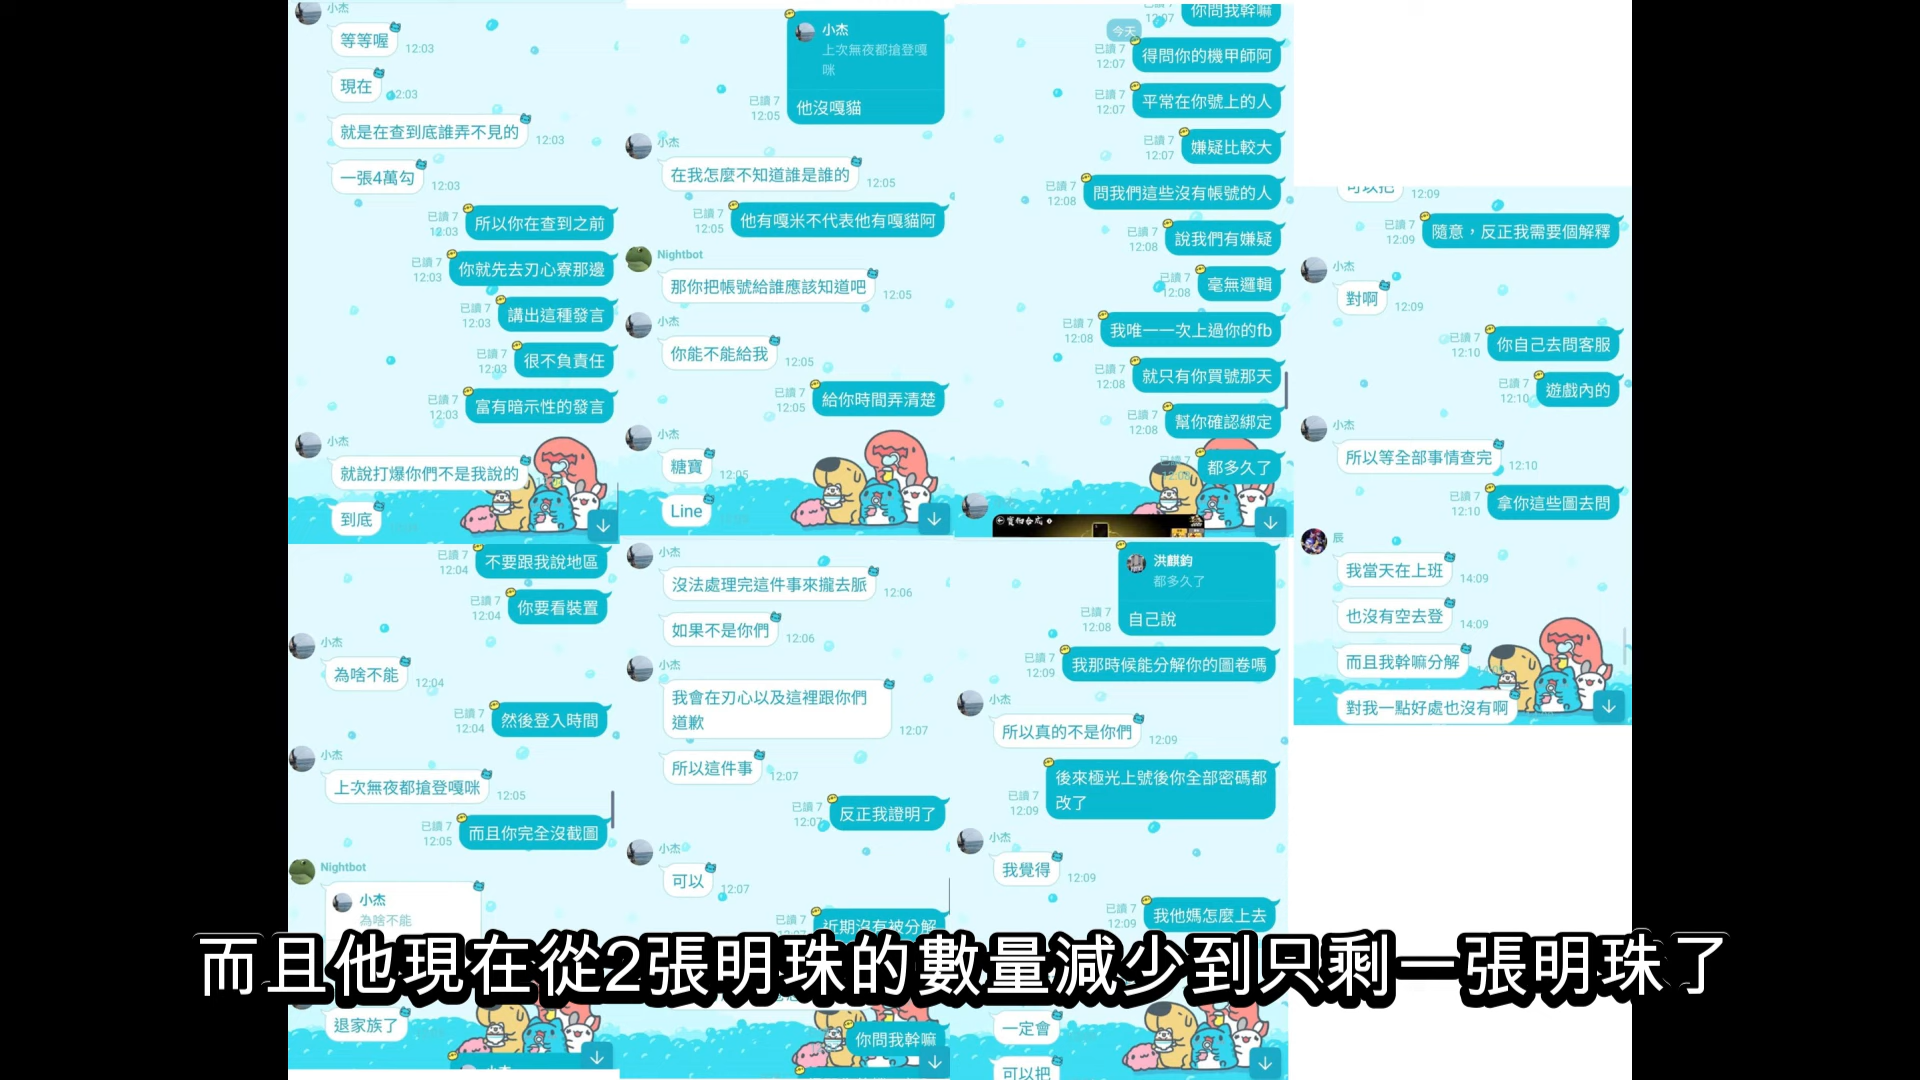 小杰
等等喔
12:03
現在
12:03
就是在查到底誰弄不見的
12:03
一張4萬勾
12:03
已讀 7
12:03
所以你在查到之前
已讀 7
12:03
你就先去刃心寮那邊
已讀 7
12:03
講出這種發言
已讀 7
12:03
很不負責任
已讀 7
12:03
富有暗示性的發言
小杰
就說打爆你們不是我說的
到底
已讀 7
12:04
不要跟我說地區
已讀 7
12:04
你要看裝置
小杰
為啥不能
12:04
已讀 7
12:04
然後登入時間
小杰
上次無夜都搶登嘎咪
12:05
已讀 7
12:05
而且你完全沒截圖
Nightbot
小杰
為啥不能
退家族了
小杰
上次無夜都搶登嘎
咪
已讀 7
12:05
他沒嘎貓
小杰
在我怎麼不知道誰是誰的
12:05
已讀 7
12:05
他有嘎米不代表他有嘎貓阿
Nightbot
那你把帳號給誰應該知道吧
12:05
小杰
你能不能給我
12:05
已讀 7
12:05
給你時間弄清楚
小杰
糖寶
12:05
Line
小杰
沒法處理完這件事來攏去脈
12:06
如果不是你們
12:06
小杰
我會在刃心以及這裡跟你們
道歉
12:07
所以這件事
12:07
已讀 7
12:07
反正我證明了
小杰
可以
12:07
已讀 7
近期沒有被分解
你問我幹嘛
12:07
你問我幹嘛
今天
已讀 7
12:07
得問你的機甲師阿
已讀 7
12:07
平常在你號上的人
已讀 7
12:07
嫌疑比較大
已讀 7
12:08
問我們這些沒有帳號的人
已讀 7
12:08
說我們有嫌疑
已讀 7
12:08
毫無邏輯
已讀 7
12:08
我唯一一次上過你的fb
已讀 7
12:08
就只有你買號那天
已讀 7
12:08
幫你確認綁定
已讀 7
12:08
都多久了
寶物合成
洪麒鈞
都多久了
已讀 7
12:08
自己說
已讀 7
12:09
我那時候能分解你的圖卷嗎
小杰
所以真的不是你們
12:09
已讀 7
12:09
後來極光上號後你全部密碼都
改了
小杰
我覺得
12:09
已讀 7
12:09
我他媽怎麼上去
一定會
可以把
可以把
12:09
已讀 7
12:09
隨意，反正我需要個解釋
小杰
對啊
12:09
已讀 7
12:10
你自己去問客服
已讀 7
12:10
遊戲內的
小杰
所以等全部事情查完
12:10
已讀 7
12:10
拿你這些圖去問
辰
我當天在上班
14:09
也沒有空去登
14:09
而且我幹嘛分解
對我一點好處也沒有啊
而且他現在從2張明珠的數量減少到只剩一張明珠了